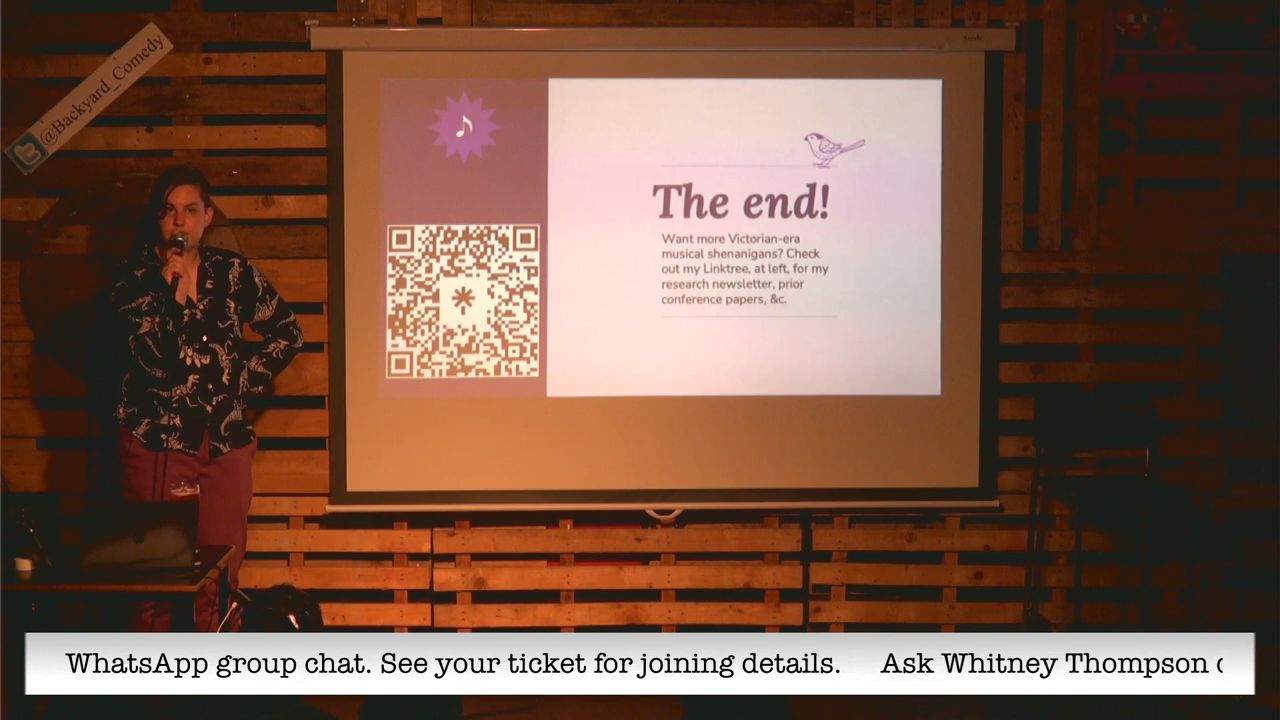 @Backyard_Comedy
The end!
Want more Victorian-era
musical shenanigans? Check
out my Linktree, at left, for my
research newsletter, prior
conference papers, &c.
WhatsApp group chat. See your ticket for joining details. Ask Whitney Thompson